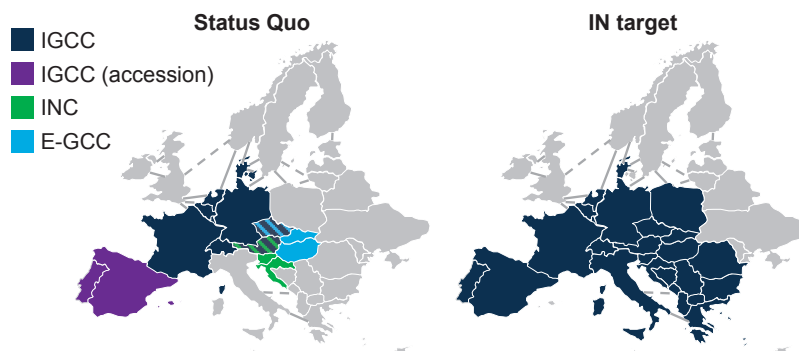 Status Quo
IN target
IGCC
IGCC (accession)
INC
E-GCC